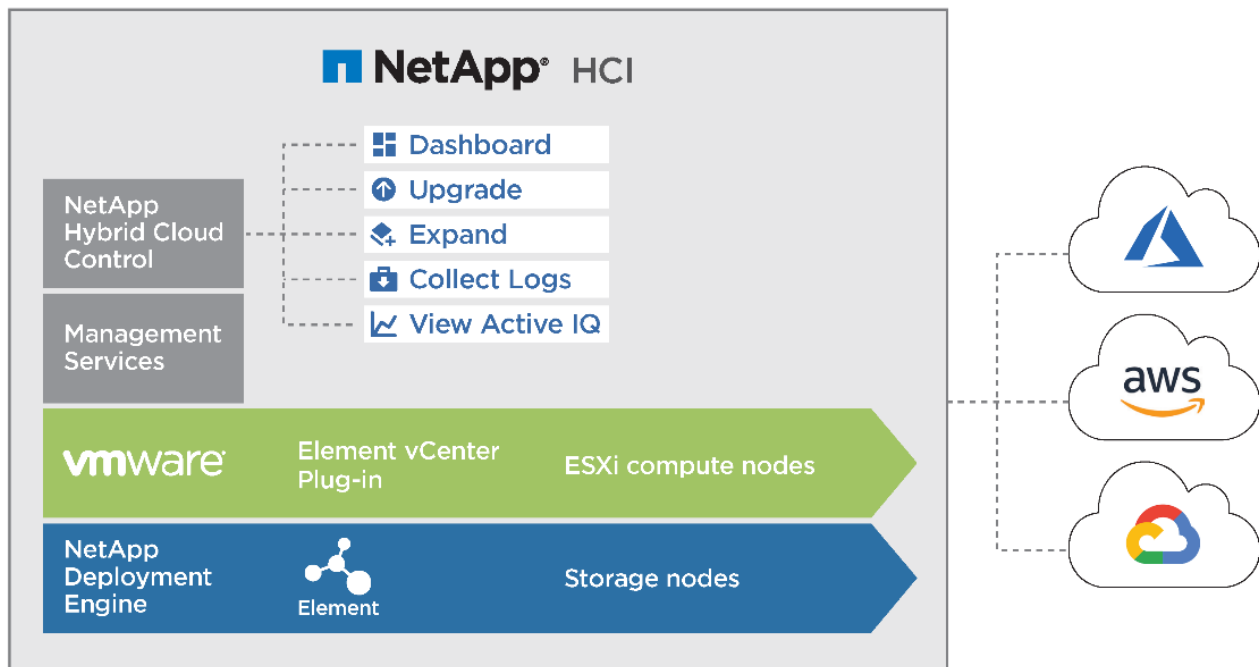 NetApp® HCI
Dashboard
Upgrade
Expand
Collect Logs
View Active IQ
NetApp
Hybrid Cloud
Control
Management
Services
vmware®
Element vCenter
Plug-in
ESXi compute nodes
NetApp
Deployment
Engine
Element
Storage nodes
aws